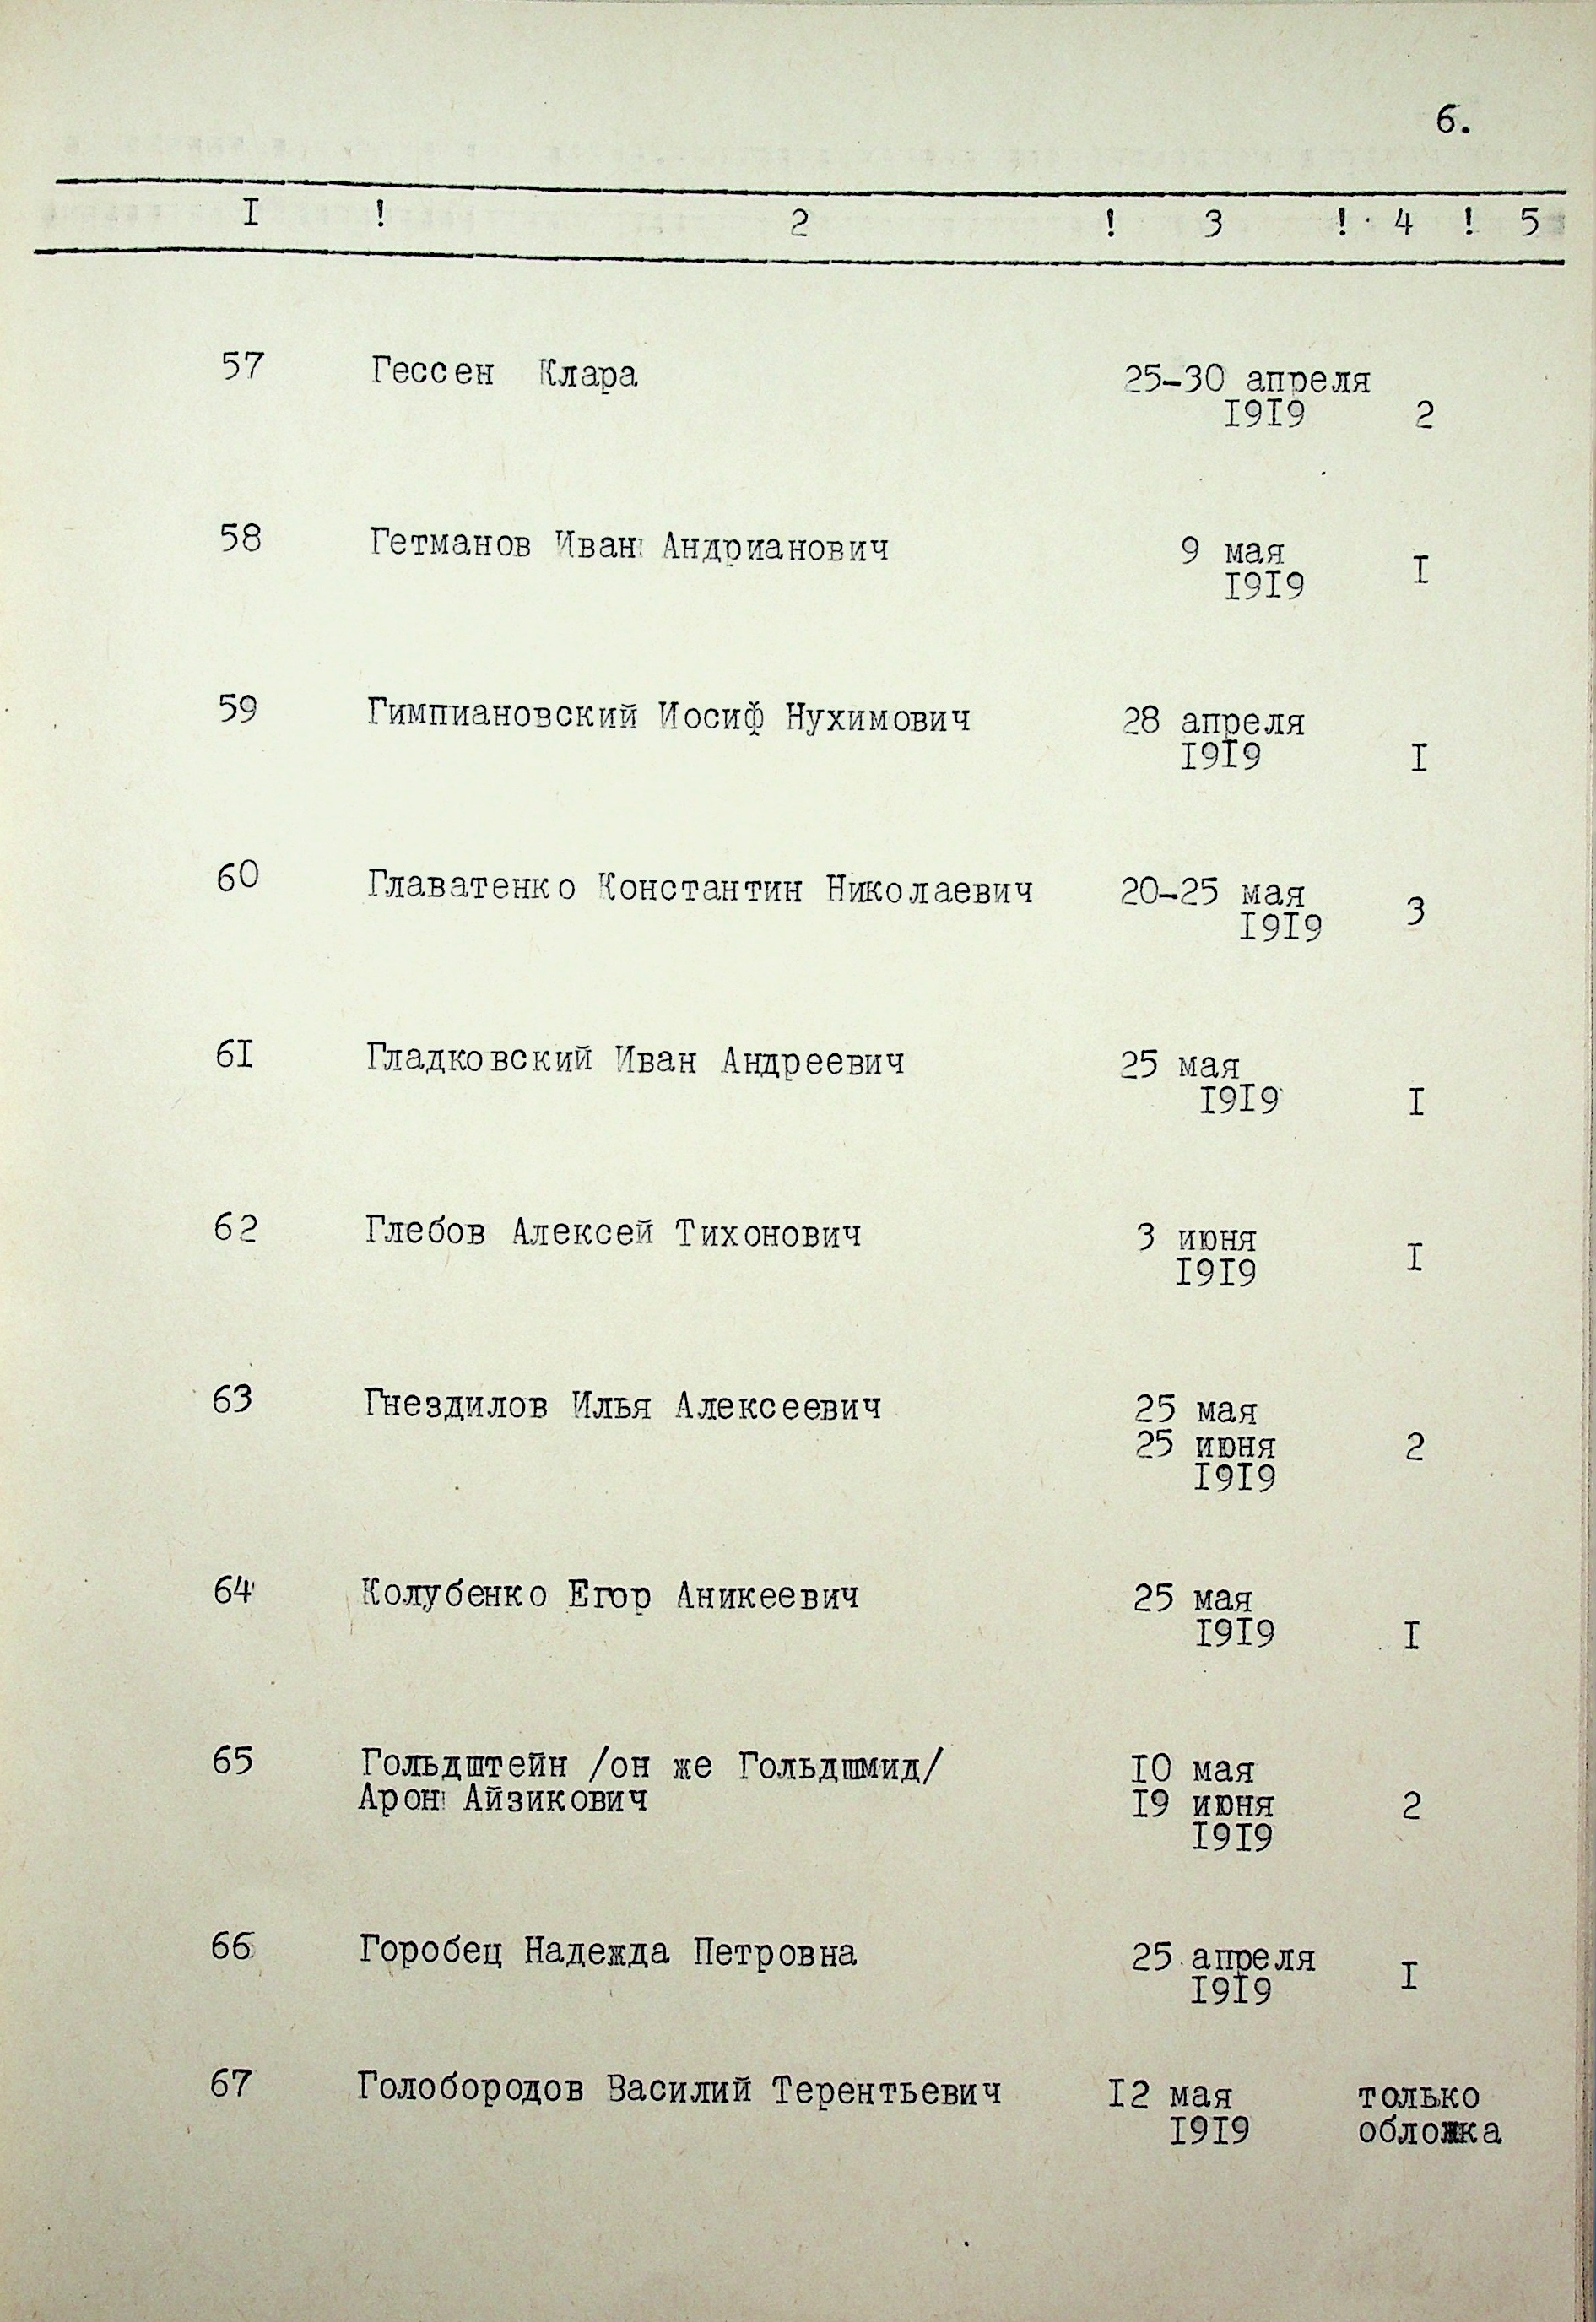 6.
I ! 2 ! 3 ! 4 ! 5
57 Гессен Клара 25-30 апреля
I9I9 2
58 Гетманов Иван Андрианович 9 мая
I9I9 I
59 Гимпиановский Иосиф Нухимович 28 апреля
I9I9 I
60 Главатенко Константин Николаевич 20-25 мая
I9I9 3
6I Гладковский Иван Андреевич 25 мая
I9I9 I
62 Глебов Алексей Тихонович 3 июня
I9I9 I
63 Гнездилов Илья Алексеевич 25 мая
25 июня 2
I9I9
64 Колубенко Егор Аникеевич 25 мая
I9I9 I
65 Гольдштейн /он же Гольдшмид/ I0 мая
Арон Айзикович I9 июня 2
I9I9
66 Горобец Надежда Петровна 25 апреля
I9I9 I
67 Голобородов Василий Терентьевич I2 мая только
I9I9 обложка